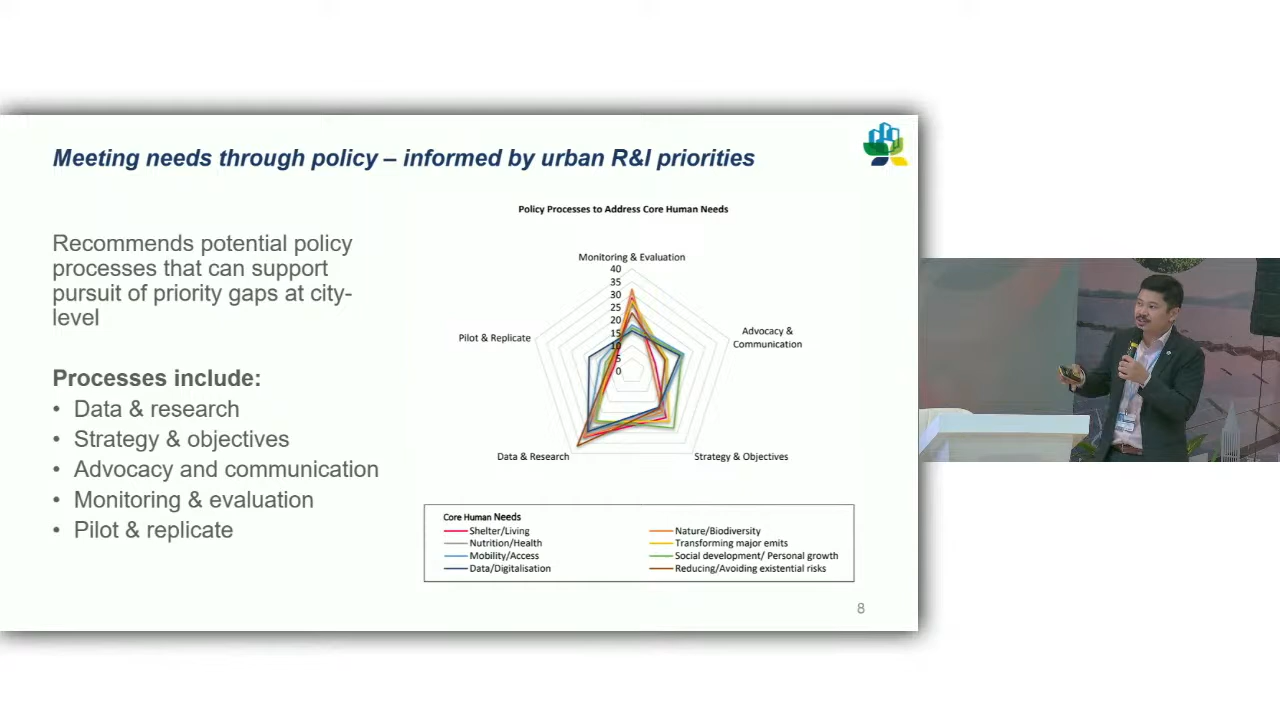 Meeting needs through policy – informed by urban R&I priorities
Recommends potential policy
processes that can support
pursuit of priority gaps at city-
level
Processes include:
• Data & research
• Strategy & objectives
• Advocacy and communication
• Monitoring & evaluation
• Pilot & replicate
Policy Processes to Address Core Human Needs
Monitoring & Evaluation
40
35
30
25
20
15
10
5
0
Pilot & Replicate
Advocacy &
Communication
Data & Research
Strategy & Objectives
Core Human Needs
Shelter/Living
Nature/Biodiversity
Nutrition/Health
Transforming major emits
Mobility/Access
Social development/ Personal growth
Data/Digitalisation
Reducing/Avoiding existential risks
8